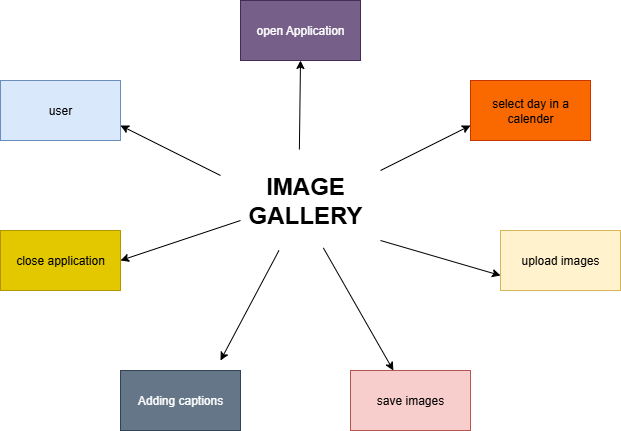 open Application
user
select day in a
calender
IMAGE
GALLERY
close application
upload images
Adding captions
save images